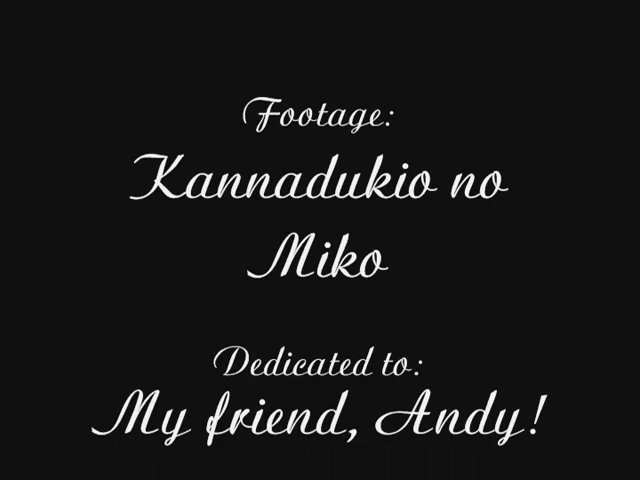 Footage:
Kannadukio no
Miko
Dedicated to:
My friend, Andy!